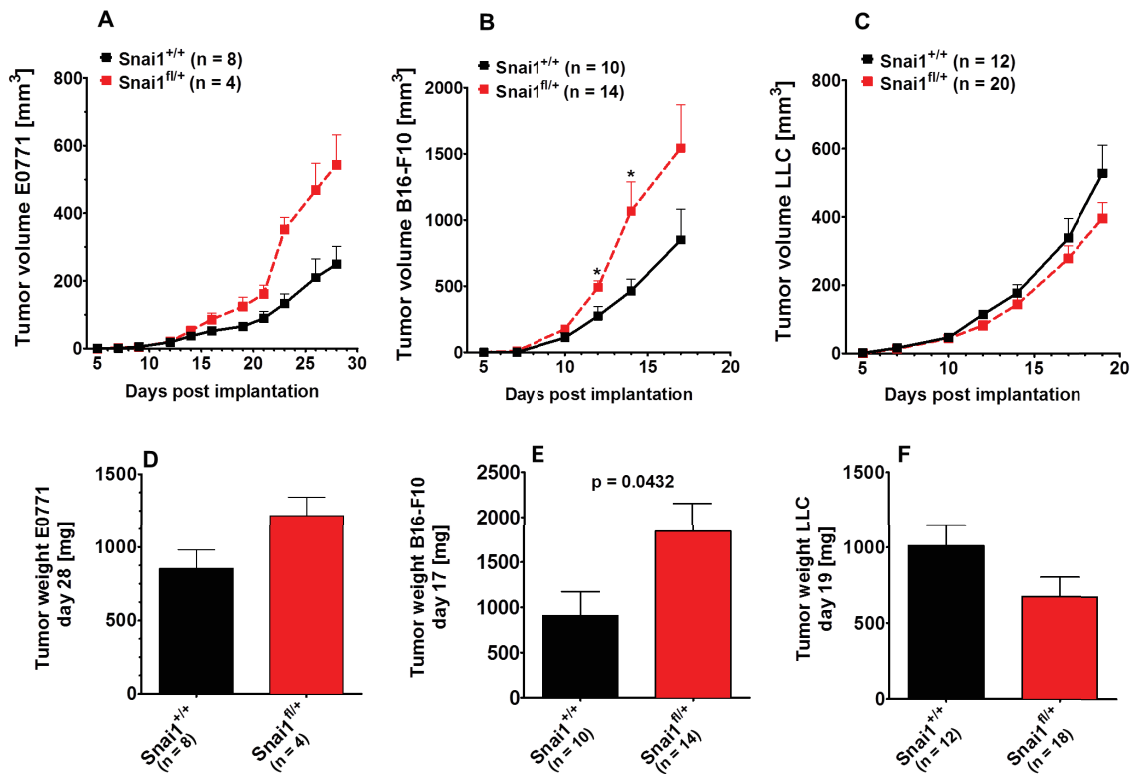 A
Snai1+/+ (n = 8)
Snai1fl/+ (n = 4)
Tumor volume E0771 [mm3]
800
600
400
200
0
5 10 15 20 25 30
Days post implantation
B
Snai1+/+ (n = 10)
Snai1fl/+ (n = 14)
Tumor volume B16-F10 [mm3]
2000
1500
1000
500
0
*
*
5 10 15 20
Days post implantation
C
Snai1+/+ (n = 12)
Snai1fl/+ (n = 20)
Tumor volume LLC [mm3]
800
600
400
200
0
5 10 15 20
Days post implantation
D
Tumor weight E0771
day 28 [mg]
1500
1000
500
0
Snai1+/+
(n = 8)
Snai1fl/+
(n = 4)
E
p = 0.0432
Tumor weight B16-F10
day 17 [mg]
2500
2000
1500
1000
500
0
Snai1+/+
(n = 10)
Snai1fl/+
(n = 14)
F
Tumor weight LLC
day 19 [mg]
1500
1000
500
0
Snai1+/+
(n = 12)
Snai1fl/+
(n = 18)